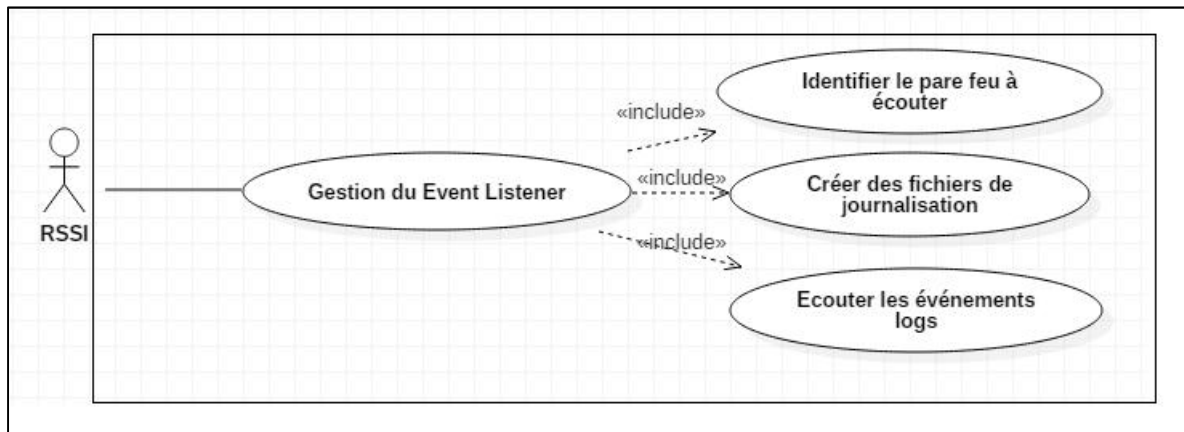 Identifier le pare feu à
écouter
«include»
«include»
Gestion du Event Listener
Créer des fichiers de
journalisation
RSSI
«include»
Ecouter les événements
logs